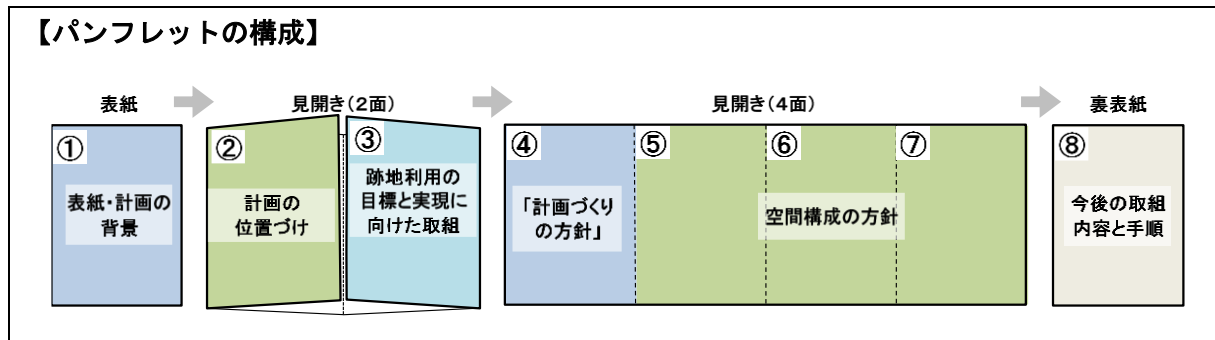 【パンフレットの構成】
表紙
見開き(2面)
見開き(4面)
裏表紙
①
表紙・計画の
背景
②
計画の
位置づけ
③
跡地利用の
目標と実現に
向けた取組
④
「計画づくり
の方針」
⑤
⑥
⑦
空間構成の方針
⑧
今後の取組
内容と手順